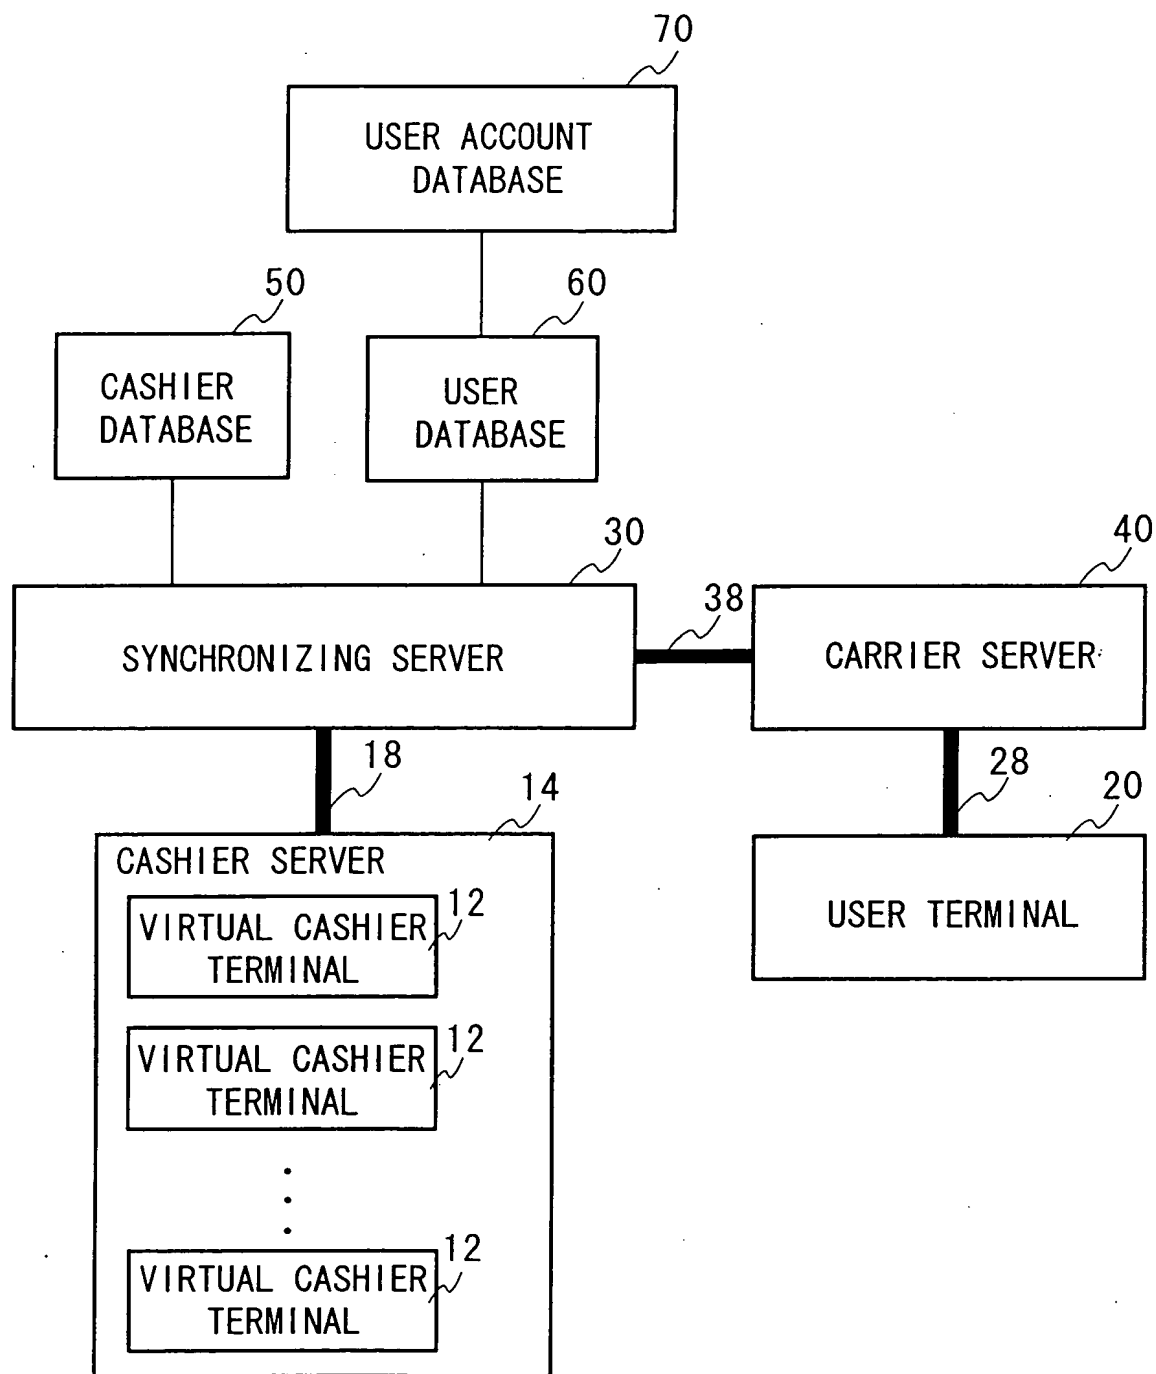 70
USER ACCOUNT
DATABASE
50
60
CASHIER
DATABASE
USER
DATABASE
30
40
38
SYNCHRONIZING SERVER
CARRIER SERVER
18
28
14
20
CASHIER SERVER
12
VIRTUAL CASHIER
TERMINAL
USER TERMINAL
12
VIRTUAL CASHIER
TERMINAL
12
VIRTUAL CASHIER
TERMINAL